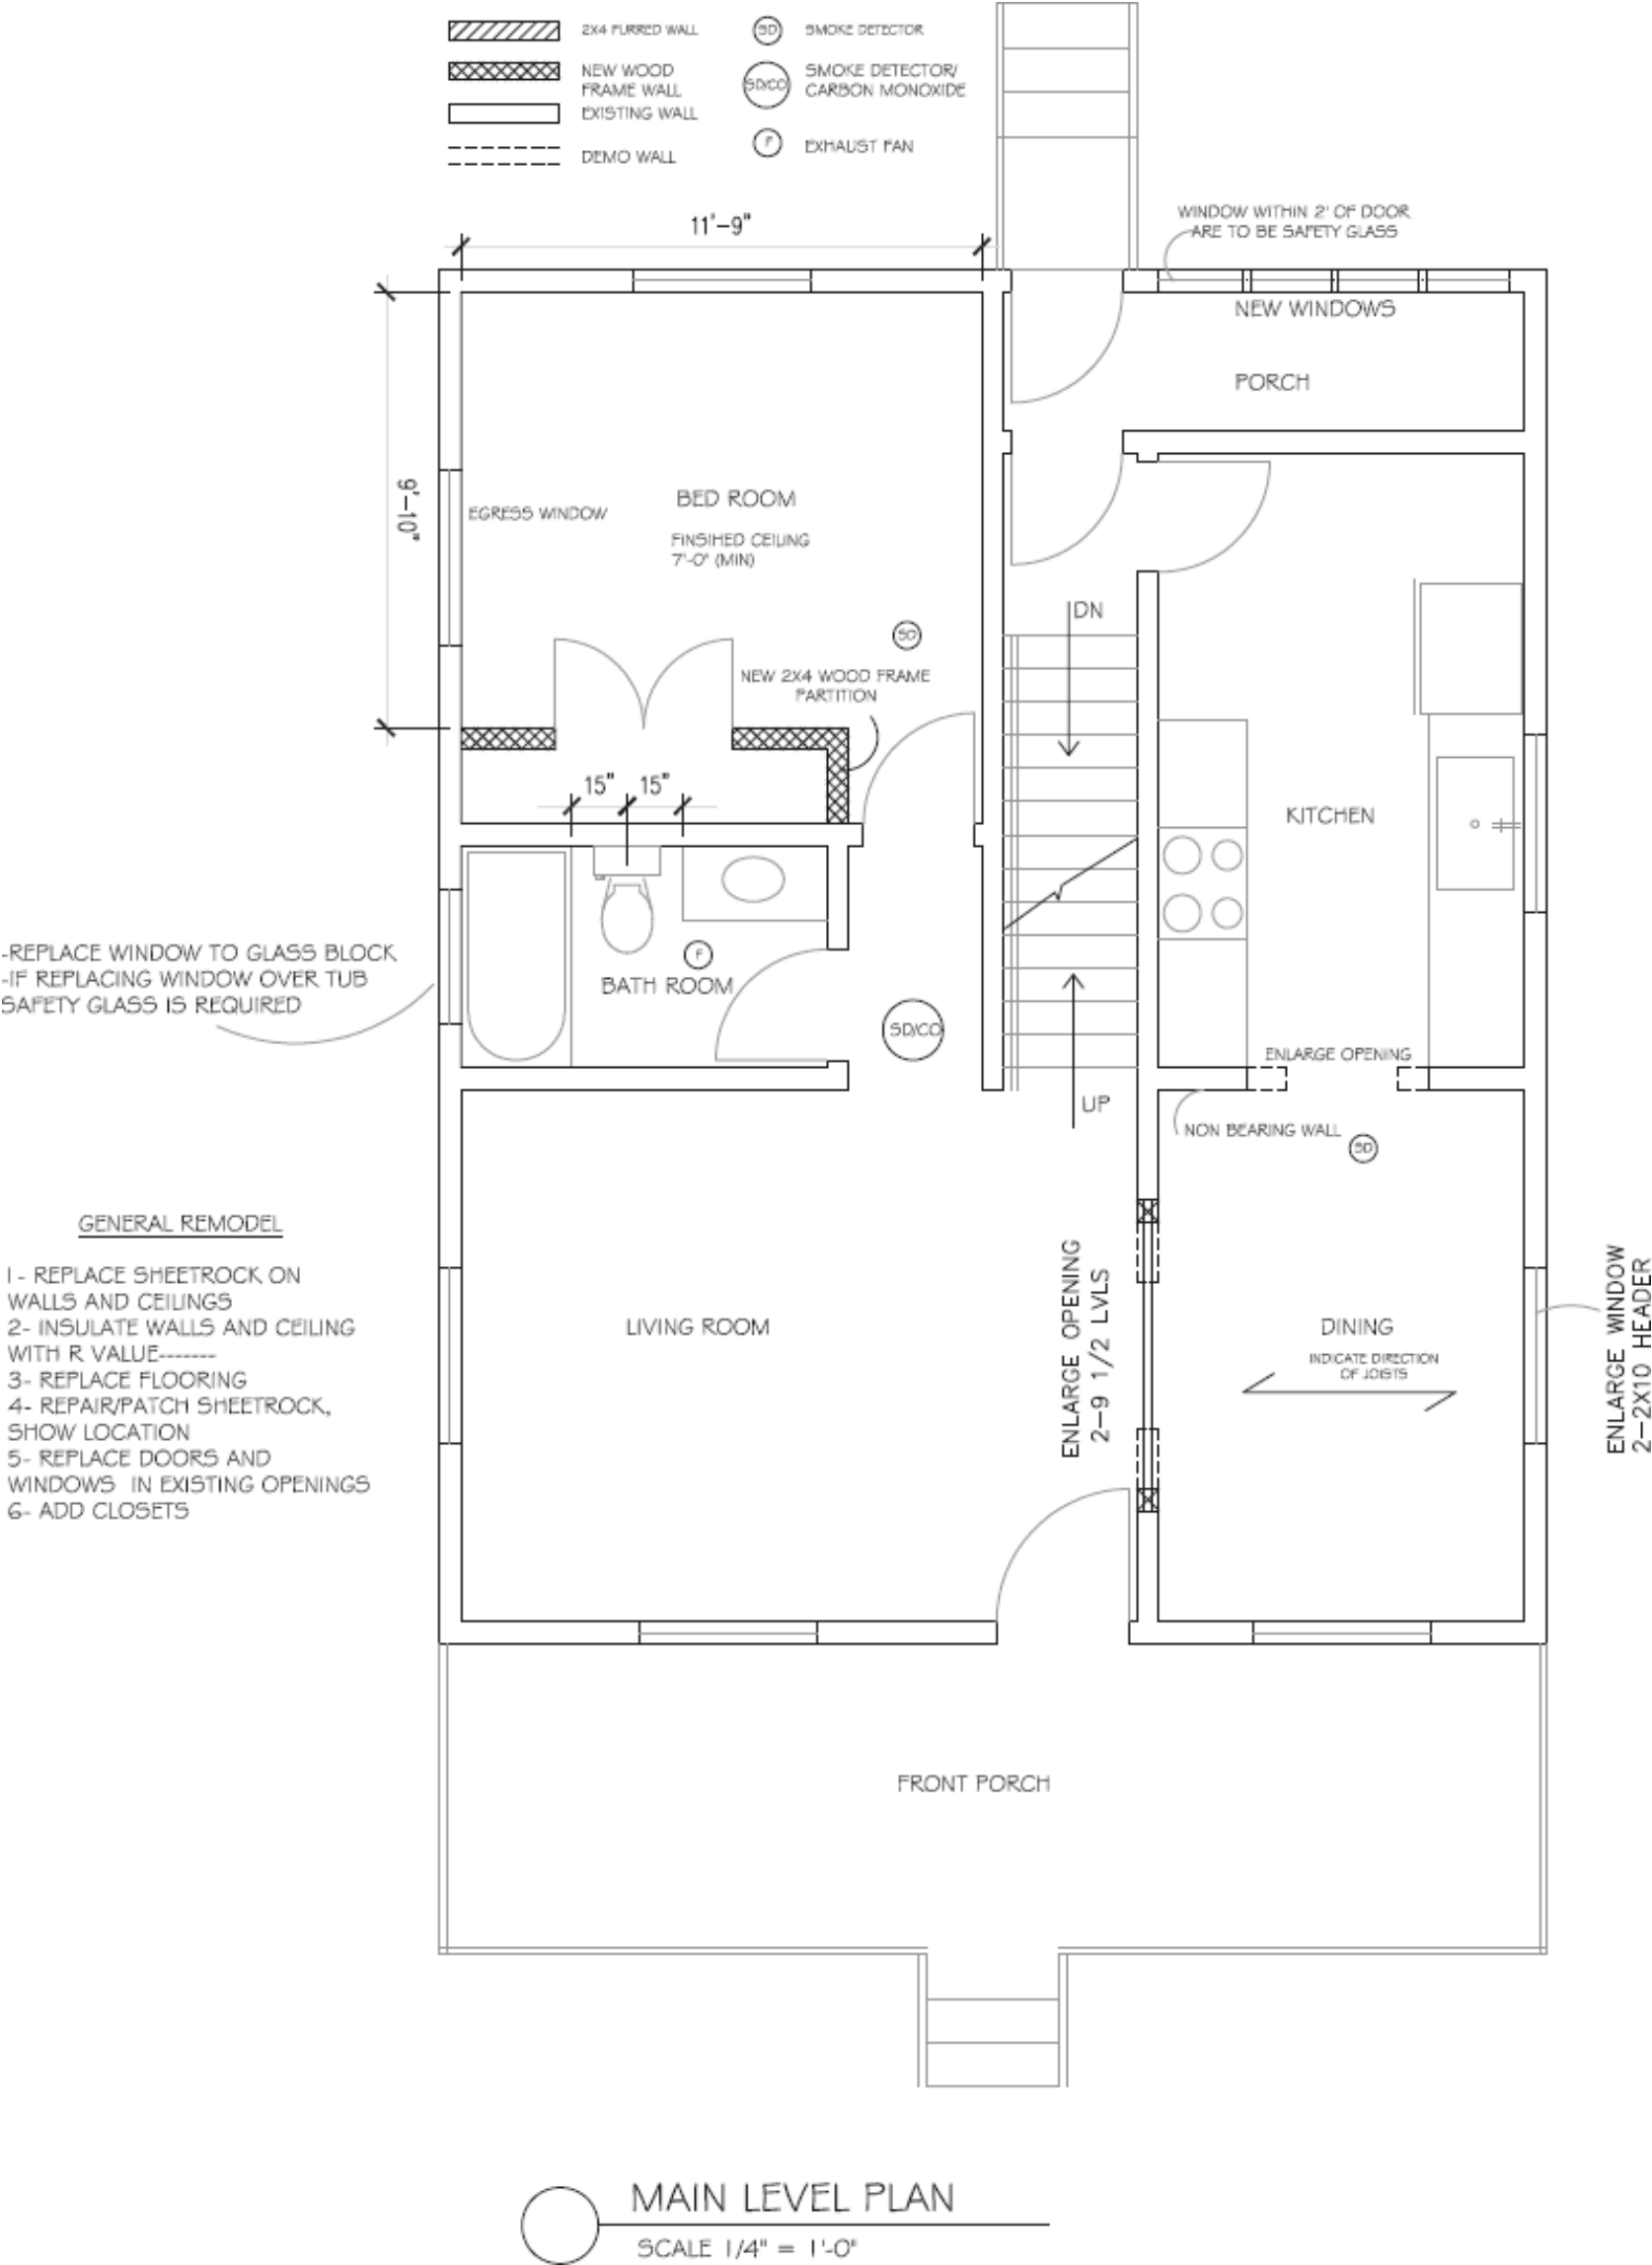 2X4 FURRED WALL
NEW WOOD
FRAME WALL
EXISTING WALL
DEMO WALL
SD
SMOKE DETECTOR
SD/CO
SMOKE DETECTOR/
CARBON MONOXIDE
F
EXHAUST FAN
11'-9"
WINDOW WITHIN 2' OF DOOR
ARE TO BE SAFETY GLASS
NEW WINDOWS
PORCH
9'-10"
EGRESS WINDOW
BED ROOM
FINSIHED CEILING
7'-0" (MIN)
SD
NEW 2X4 WOOD FRAME
PARTITION
DN
15"
15"
KITCHEN
-REPLACE WINDOW TO GLASS BLOCK
-IF REPLACING WINDOW OVER TUB
SAFETY GLASS IS REQUIRED
F
BATH ROOM
SD/CO
ENLARGE OPENING
UP
NON BEARING WALL
SD
GENERAL REMODEL
1- REPLACE SHEETROCK ON
WALLS AND CEILINGS
2- INSULATE WALLS AND CEILING
WITH R VALUE-------
3- REPLACE FLOORING
4- REPAIR/PATCH SHEETROCK,
SHOW LOCATION
5- REPLACE DOORS AND
WINDOWS IN EXISTING OPENINGS
6- ADD CLOSETS
LIVING ROOM
ENLARGE OPENING
2-9 1/2 LVLS
DINING
INDICATE DIRECTION
OF JOISTS
ENLARGE WINDOW
2-2X10 HEADER
FRONT PORCH
MAIN LEVEL PLAN
SCALE 1/4" = 1'-0"